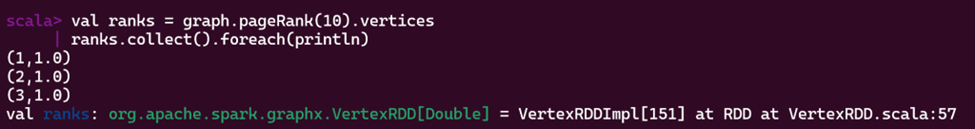 scala> val ranks = graph.pageRank(10).vertices
     | ranks.collect().foreach(println)
(1,1.0)
(2,1.0)
(3,1.0)
val ranks: org.apache.spark.graphx.VertexRDD[Double] = VertexRDDImpl[151] at RDD at VertexRDD.scala:57